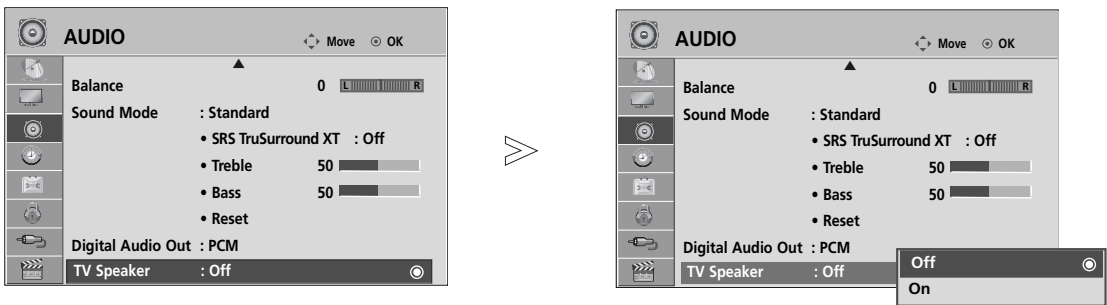 AUDIO
Move OK
Balance 0 L R
Sound Mode : Standard
• SRS TruSurround XT : Off
• Treble 50
• Bass 50
• Reset
Digital Audio Out : PCM
TV Speaker : Off
AUDIO
Move OK
Balance 0 L R
Sound Mode : Standard
• SRS TruSurround XT : Off
• Treble 50
• Bass 50
• Reset
Digital Audio Out : PCM
TV Speaker : Off
Off
On